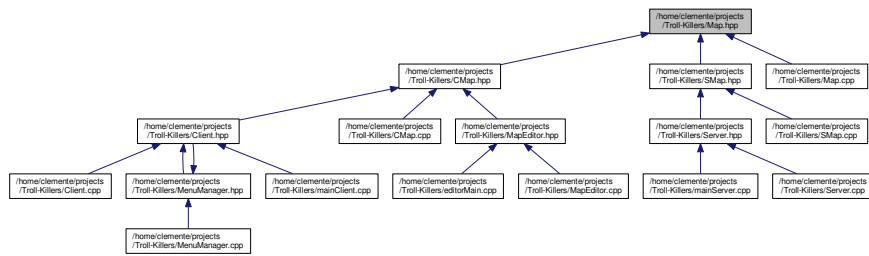 /home/clemente/projects
/Troll-Killers/Map.hpp
/home/clemente/projects
/Troll-Killers/CMap.hpp
/home/clemente/projects
/Troll-Killers/SMap.hpp
/home/clemente/projects
/Troll-Killers/Map.cpp
/home/clemente/projects
/Troll-Killers/Client.hpp
/home/clemente/projects
/Troll-Killers/CMap.cpp
/home/clemente/projects
/Troll-Killers/MapEditor.hpp
/home/clemente/projects
/Troll-Killers/Server.hpp
/home/clemente/projects
/Troll-Killers/SMap.cpp
/home/clemente/projects
/Troll-Killers/Client.cpp
/home/clemente/projects
/Troll-Killers/MenuManager.hpp
/home/clemente/projects
/Troll-Killers/mainClient.cpp
/home/clemente/projects
/Troll-Killers/editorMain.cpp
/home/clemente/projects
/Troll-Killers/MapEditor.cpp
/home/clemente/projects
/Troll-Killers/mainServer.cpp
/home/clemente/projects
/Troll-Killers/Server.cpp
/home/clemente/projects
/Troll-Killers/MenuManager.cpp